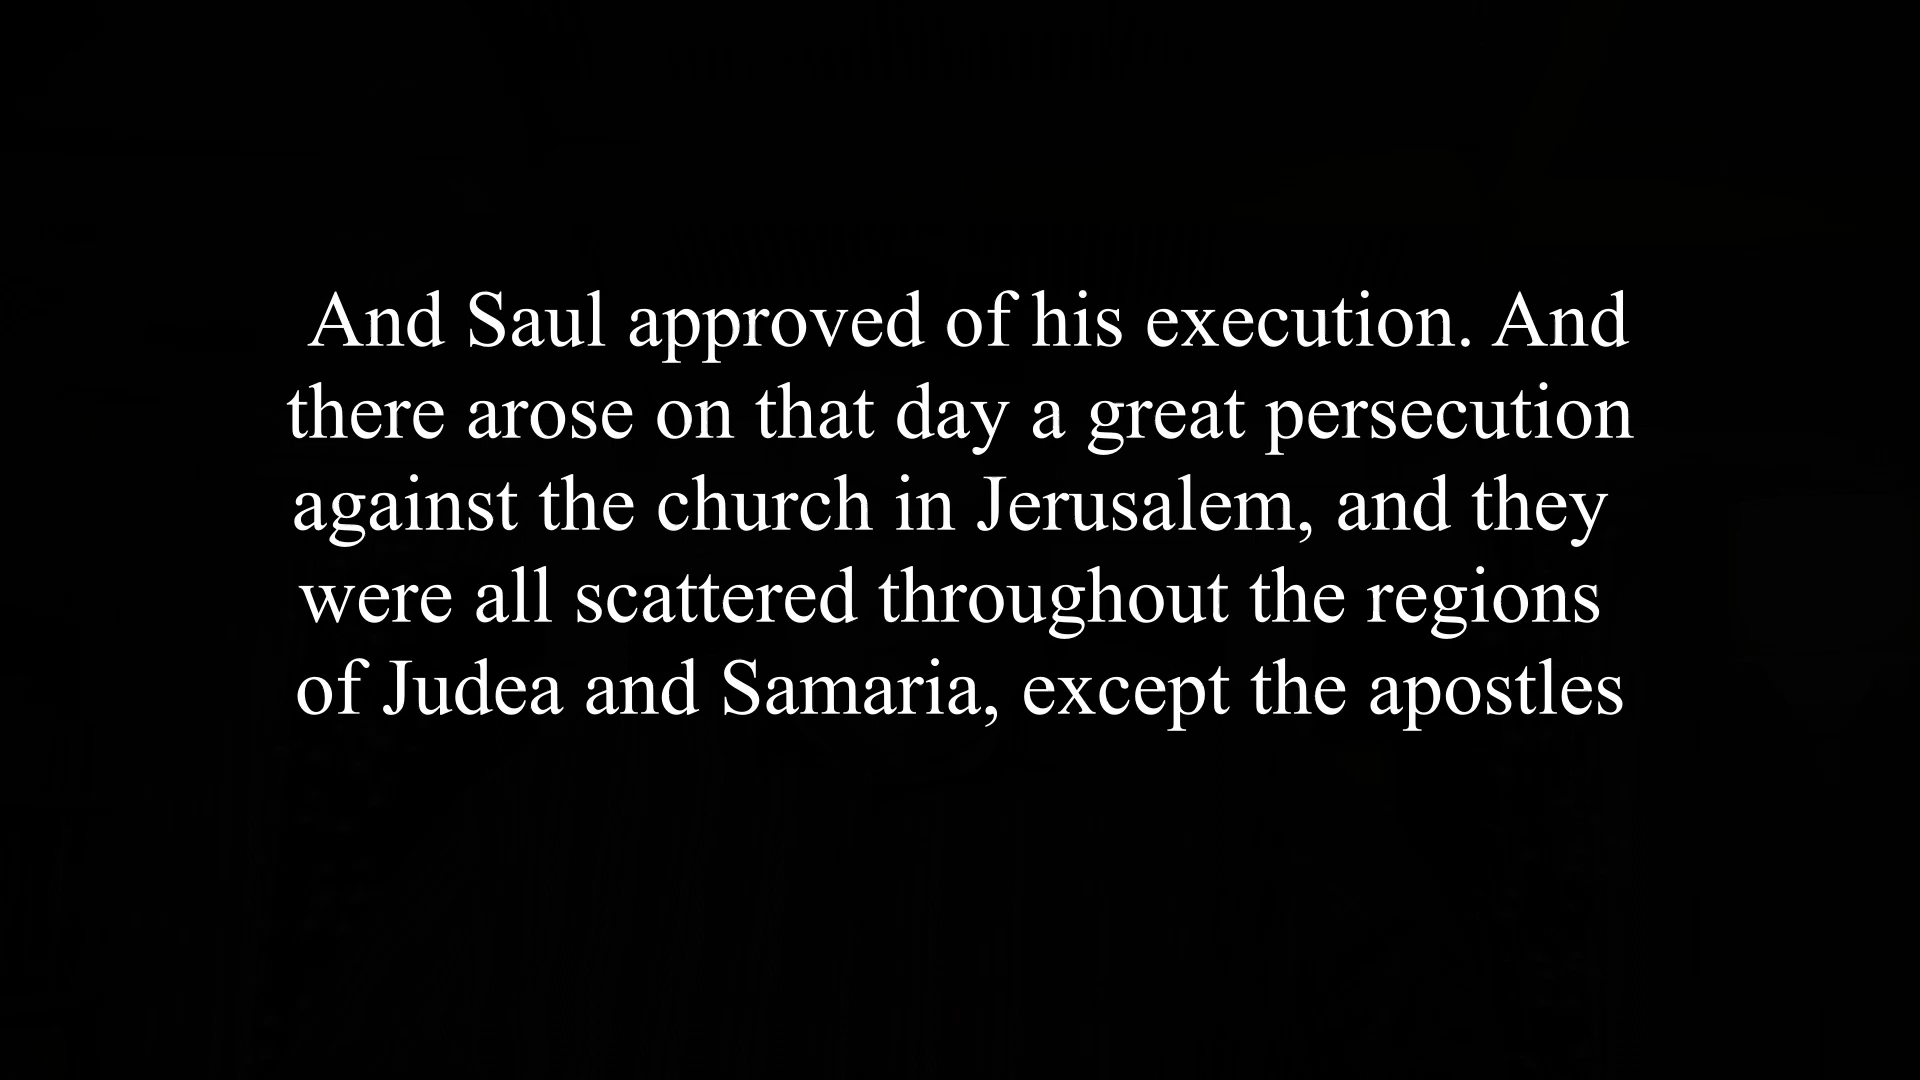 And Saul approved of his execution. And
there arose on that day a great persecution
against the church in Jerusalem, and they
were all scattered throughout the regions
of Judea and Samaria, except the apostles